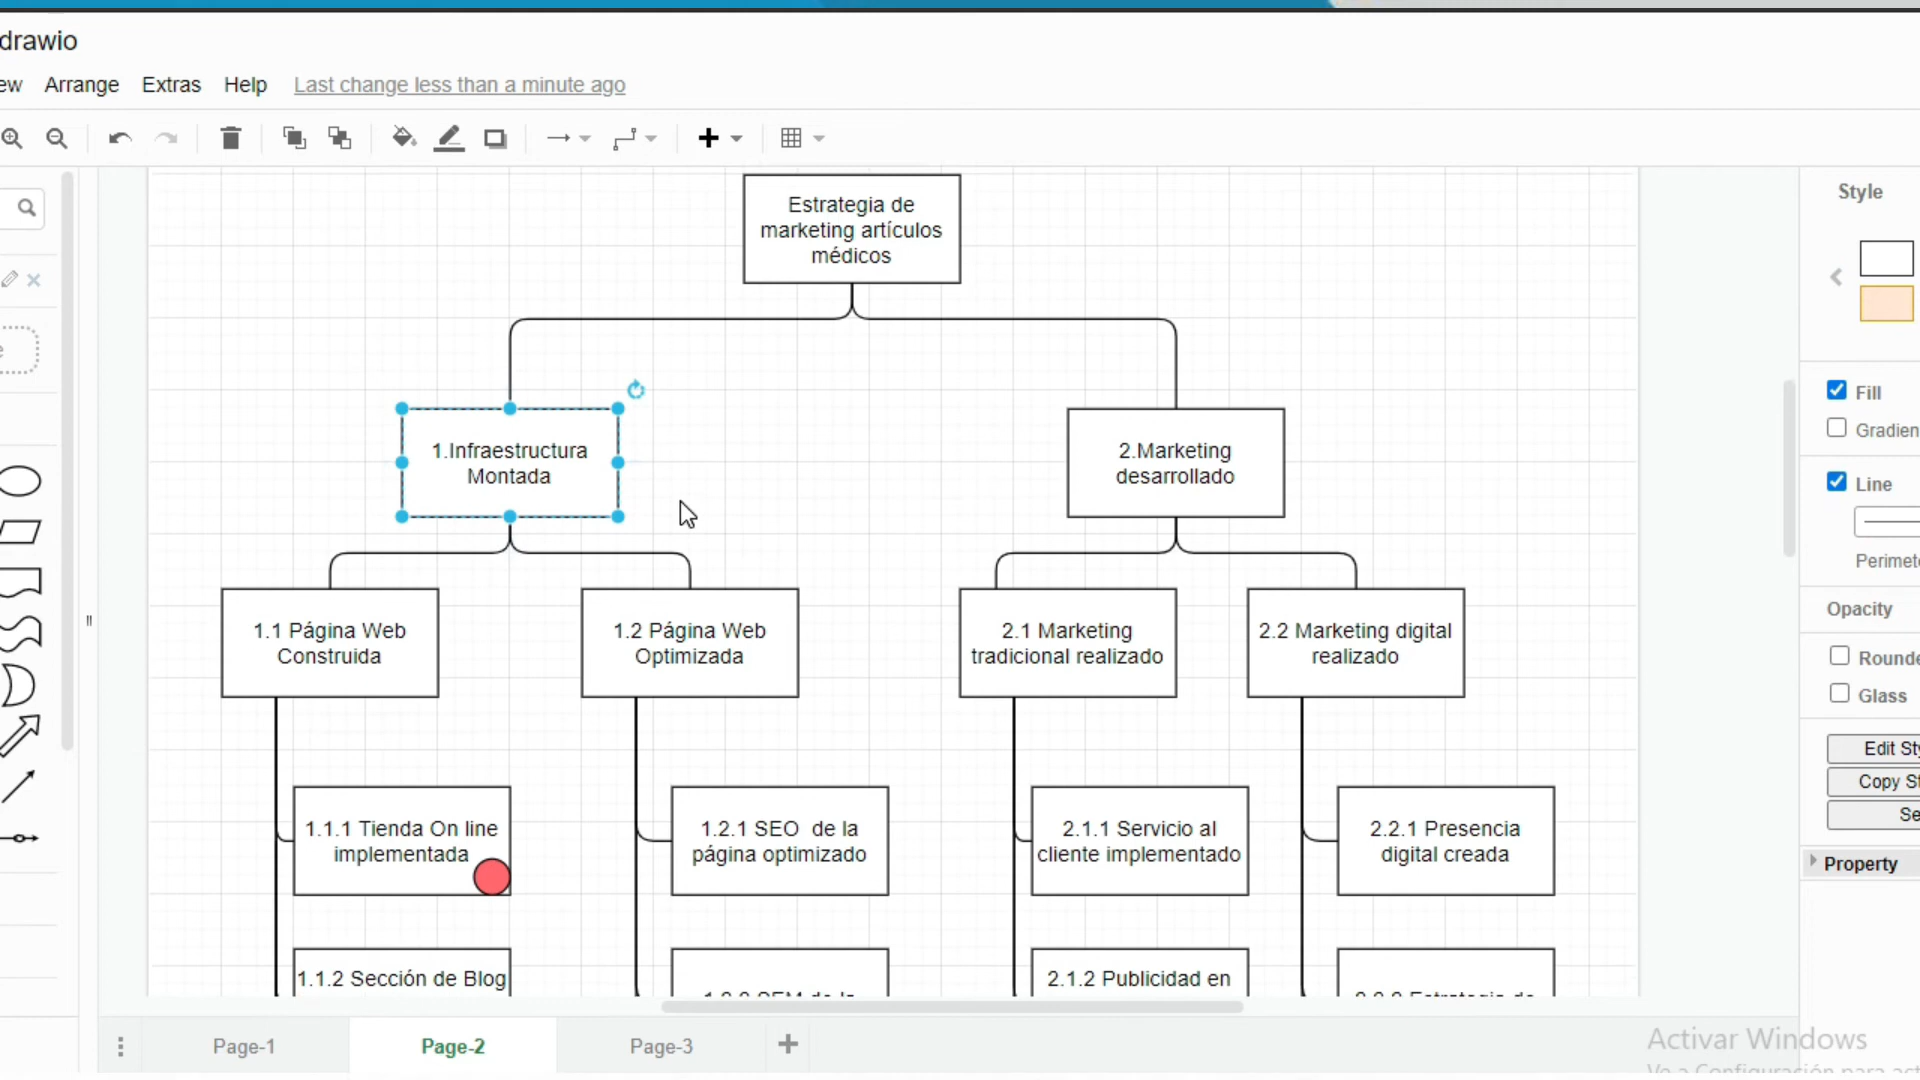 drawio
ew Arrange Extras Help Last change less than a minute ago
Style
Estrategia de
marketing artículos
médicos
Fill
Gradien
Line
Perimete
Opacity
Rounde
Glass
Edit Sty
Copy St
Se
Property
1.Infraestructura
Montada
2.Marketing
desarrollado
1.1 Página Web
Construida
1.2 Página Web
Optimizada
2.1 Marketing
tradicional realizado
2.2 Marketing digital
realizado
1.1.1 Tienda On line
implementada
1.2.1 SEO de la
página optimizado
2.1.1 Servicio al
cliente implementado
2.2.1 Presencia
digital creada
1.1.2 Sección de Blog
2.1.2 Publicidad en
Page-1
Page-2
Page-3
Activar Windows